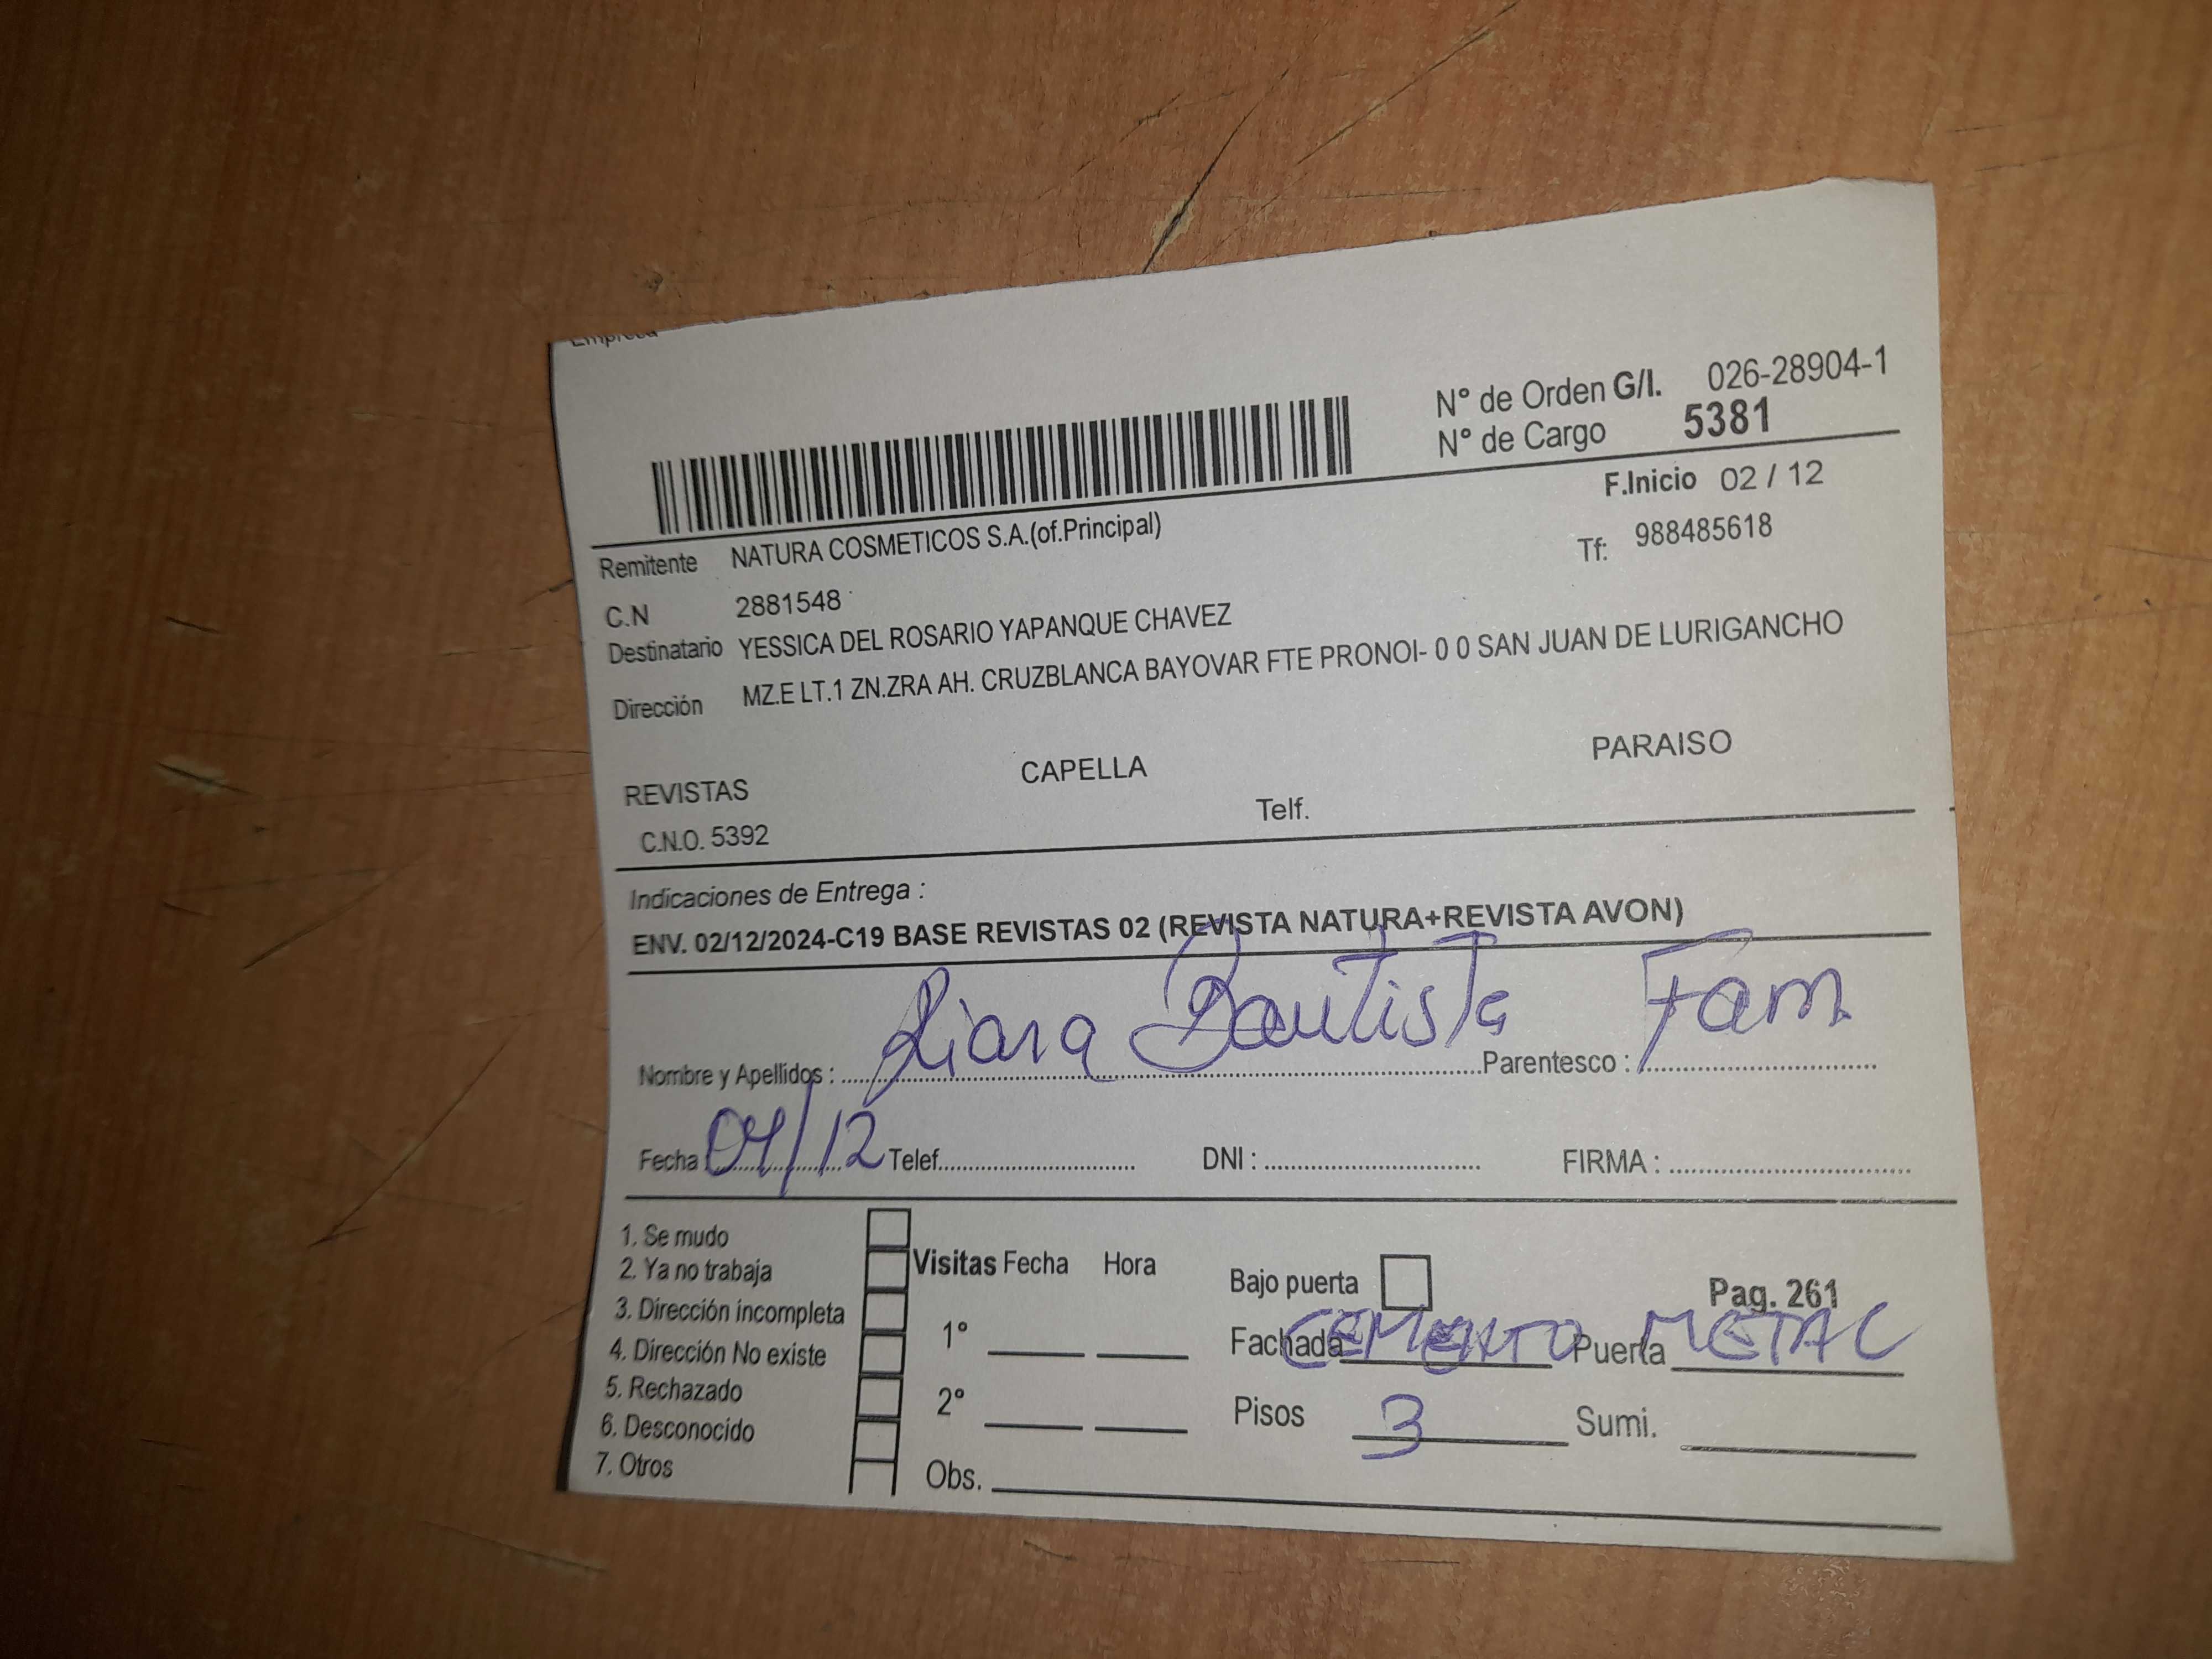 Empresa
N° de Orden G/I. 026-28904-1
N° de Cargo 5381
F.Inicio 02 / 12
Remitente NATURA COSMETICOS S.A.(of.Principal) Tf: 988485618
C.N 2881548
Destinatario YESSICA DEL ROSARIO YAPANQUE CHAVEZ
Dirección MZ.E LT.1 ZN.ZRA AH. CRUZBLANCA BAYOVAR FTE PRONOI- 0 0 SAN JUAN DE LURIGANCHO
REVISTAS CAPELLA PARAISO
C.N.O. 5392 Telf.
Indicaciones de Entrega :
ENV. 02/12/2024-C19 BASE REVISTAS 02 (REVISTA NATURA+REVISTA AVON)
Nombre y Apellidos : Bautista Parentesco : Fam.
Fecha : 04/12 Telef. DNI : FIRMA :
1. Se mudo
2. Ya no trabaja
3. Dirección incompleta
4. Dirección No existe
5. Rechazado
6. Desconocido
7. Otros
Visitas Fecha Hora
1°
2°
Obs.
Bajo puerta Pag. 261
Fachada CEMENTO Puerta METAL
Pisos 3 Sumi.